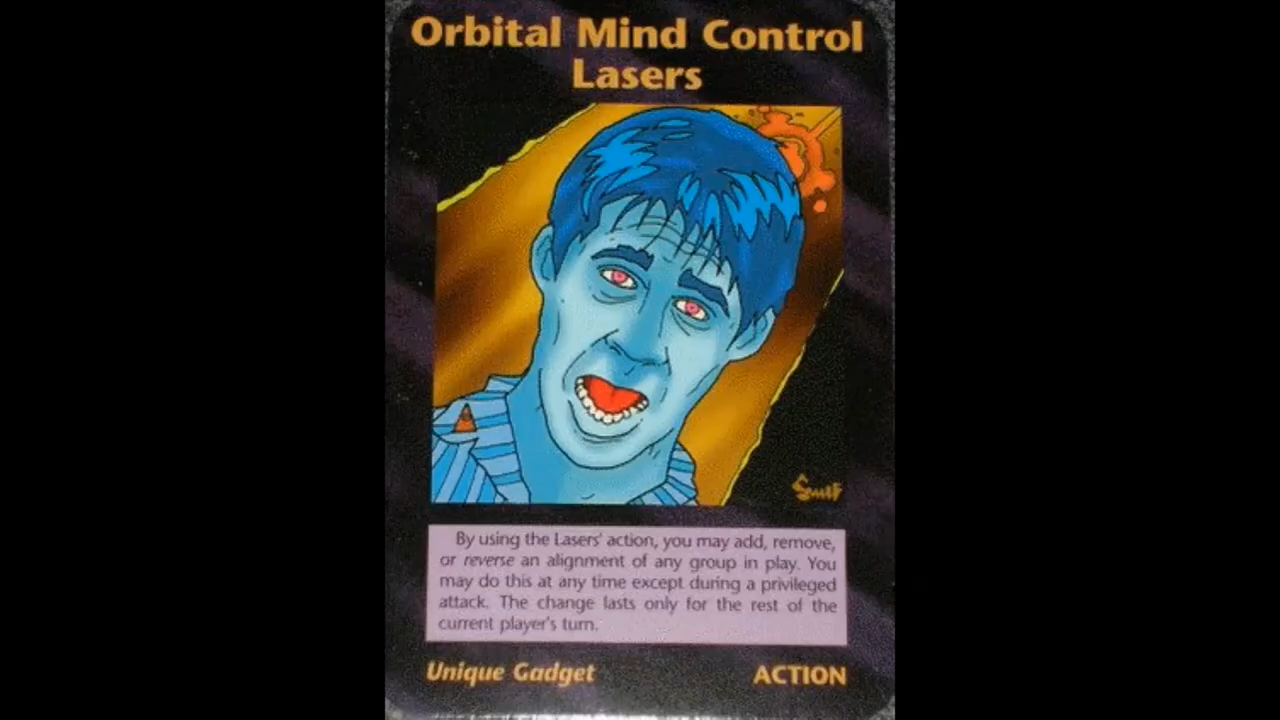 Orbital Mind Control
Lasers
By using the Lasers' action, you may add, remove,
or reverse an alignment of any group in play. You
may do this at any time except during a privileged
attack. The change lasts only for the rest of the
current player's turn.
Unique Gadget
ACTION